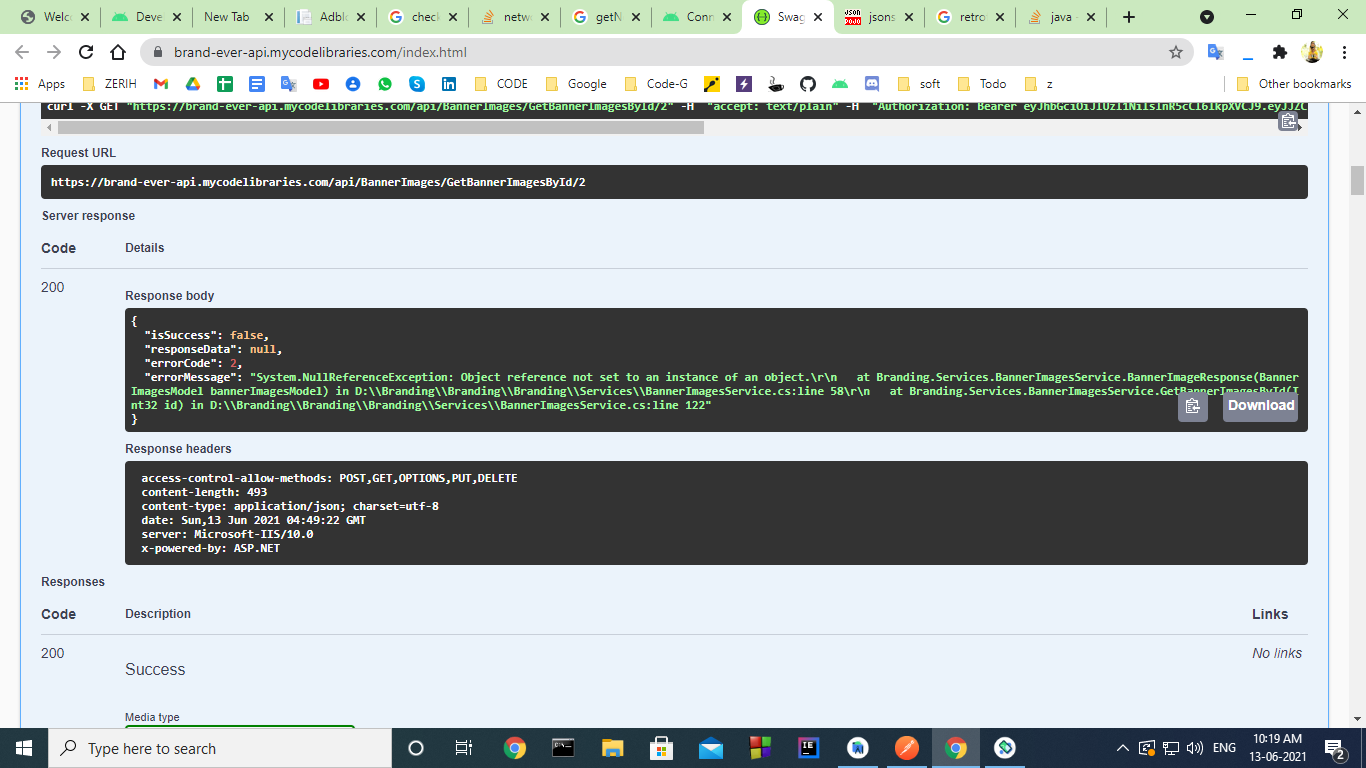 Welc
Deve
New Tab
Adblo
check
netwo
getN
Conn
Swag
JSON DOJO
jsons
retrof
java
brand-ever-api.mycodelibraries.com/index.html
Apps
ZERIH
CODE
Google
Code-G
soft
Todo
z
Other bookmarks
curl -X GET "https://brand-ever-api.mycodelibraries.com/api/BannerImages/GetBannerImagesById/2" -H "accept: text/plain" -H "Authorization: Bearer
Request URL
https://brand-ever-api.mycodelibraries.com/api/BannerImages/GetBannerImagesById/2
Server response
Code
Details
200
Response body
{
"isSuccess": false,
"responseData": null,
"errorCode": 2,
"errorMessage": "System.NullReferenceException: Object reference not set to an instance of an object.\r\n   at Branding.Services.BannerImagesService.BannerImageResponse(Banner
ImagesModel bannerImagesModel) in D:\\Branding\\Branding\\Branding\\Services\\BannerImagesService.cs:line 58\r\n   at Branding.Services.BannerImagesService.GetBannerImagesById(I
nt32 id) in D:\\Branding\\Branding\\Branding\\Services\\BannerImagesService.cs:line 122"
}
Download
Response headers
access-control-allow-methods: POST,GET,OPTIONS,PUT,DELETE
content-length: 493
content-type: application/json; charset=utf-8
date: Sun,13 Jun 2021 04:49:22 GMT
server: Microsoft-IIS/10.0
x-powered-by: ASP.NET
Responses
Code
Description
Links
200
Success
No links
Media type
Type here to search
ENG
10:19 AM
13-06-2021
2